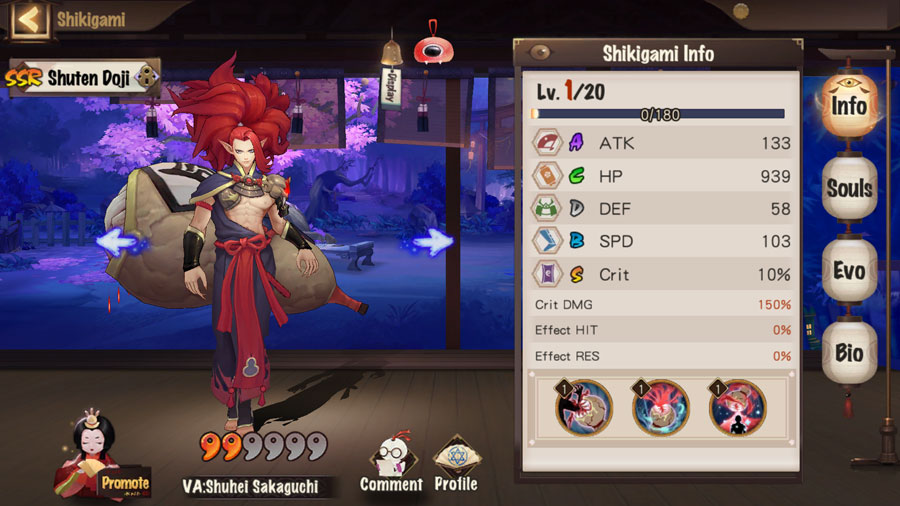 Shikigami
SSR Shuten Doji
Display
Shikigami Info
Lv. 1/20
0/180
A ATK 133
C HP 939
D DEF 58
B SPD 103
S Crit 10%
Crit DMG 150%
Effect HIT 0%
Effect RES 0%
1 1 1
Info
Souls
Evo
Bio
Promote
VA:Shuhei Sakaguchi
Comment
Profile